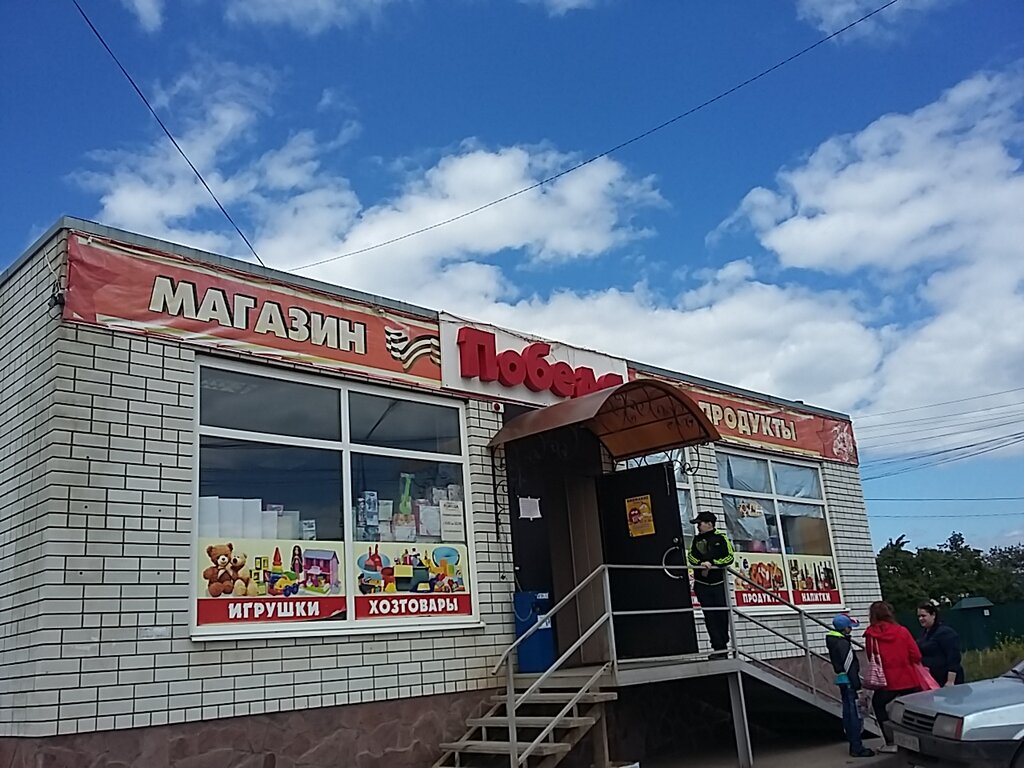 МАГАЗИН
Победа
ПРОДУКТЫ
ИГРУШКИ
ХОЗТОВАРЫ
ПРОДУКТЫ
НАПИТКИ